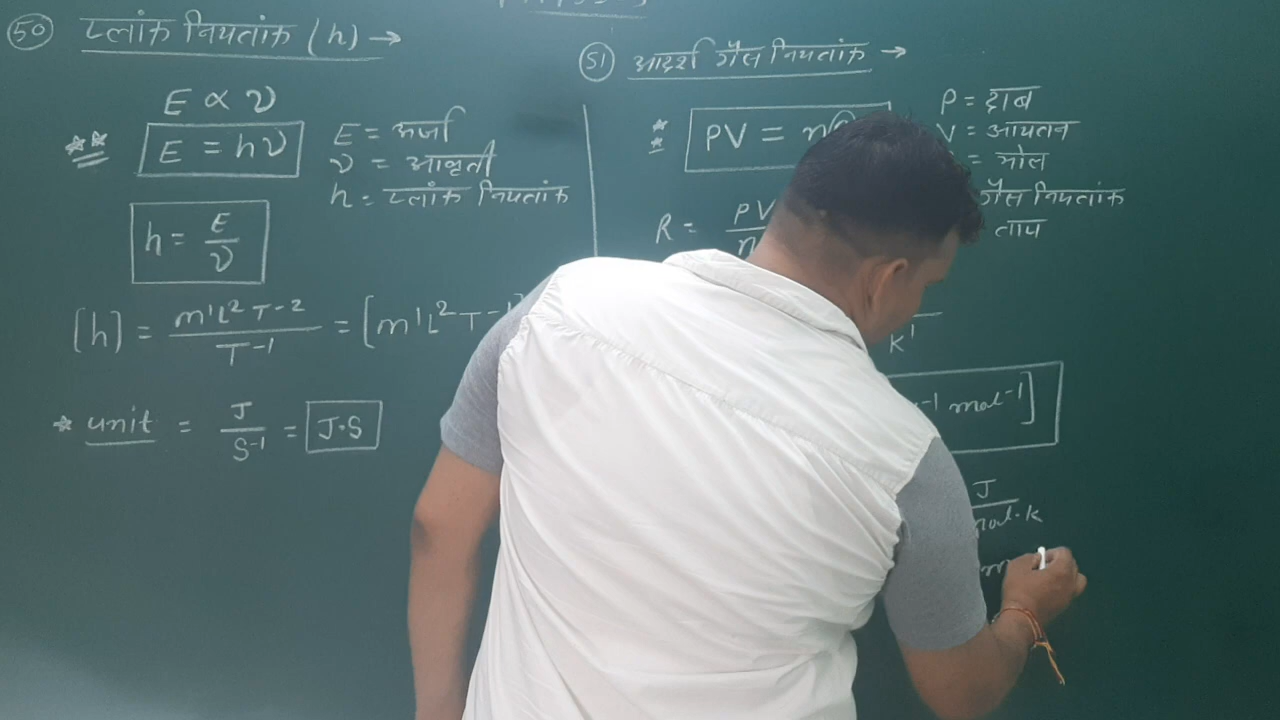 50 प्लांक नियतांक (h) →
E ∝ ν
** E = hν
E = ऊर्जा
ν = आवृती
h = प्लांक नियतांक
h = E/ν
[h] = M¹L²T⁻²/T⁻¹ = [M¹L²T⁻¹
* unit = J/S⁻¹ = J·S
51 आदर्श गैस नियतांक →
** PV = n
P = दाब
V = आयतन
= मोल
गैस नियतांक
ताप
R = PV/n
K¹
⁻¹ mol⁻¹]
J/mol·K